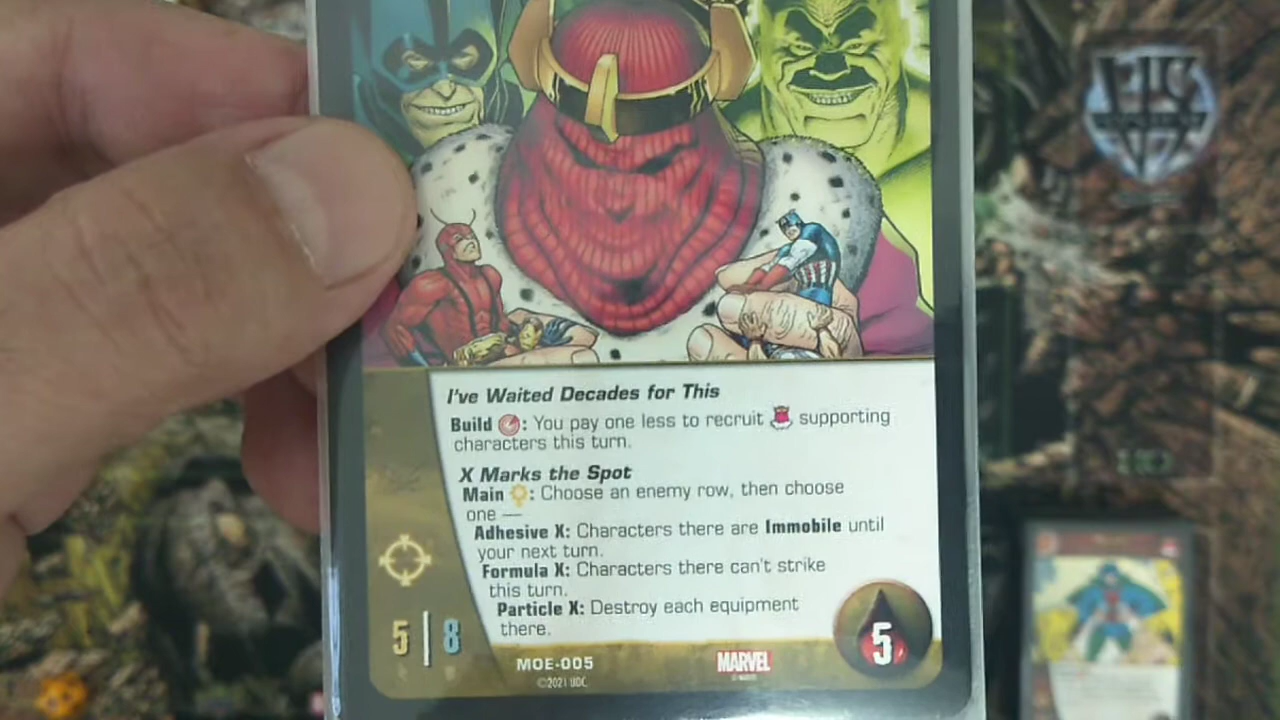 I've Waited Decades for This
Build : You pay one less to recruit supporting
characters this turn.
X Marks the Spot
Main : Choose an enemy row, then choose
one —
Adhesive X: Characters there are Immobile until
your next turn.
Formula X: Characters there can't strike
this turn.
Particle X: Destroy each equipment
there.
5 | 8
5
MOE-005
MARVEL
©2021 UDC
VS